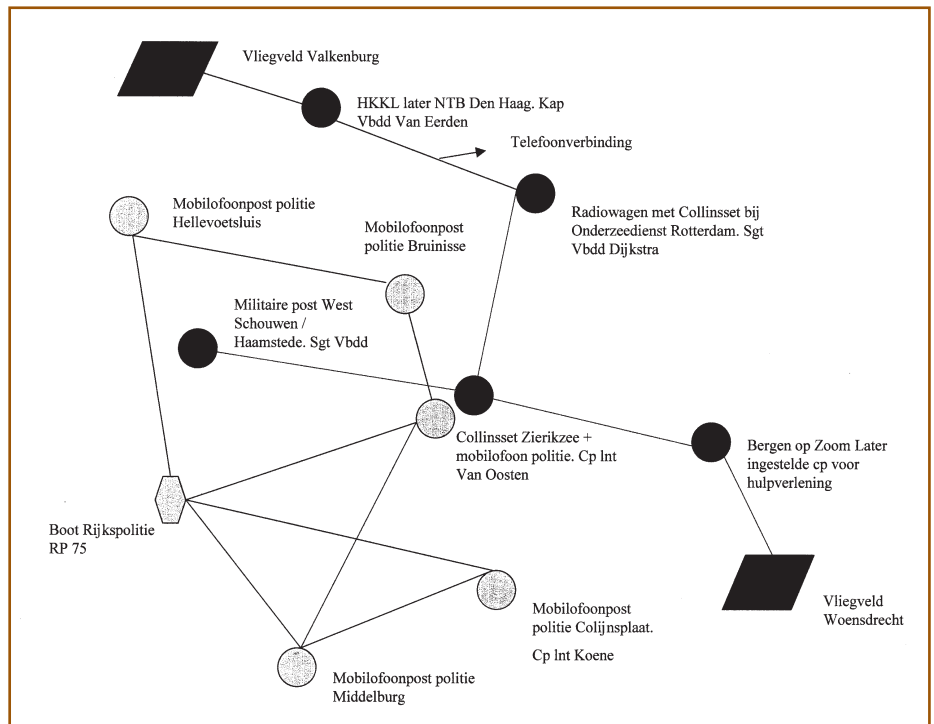 Vliegveld Valkenburg
HKKL later NTB Den Haag. Kap
Vbdd Van Eerden
Telefoonverbinding
Mobilofoonpost politie
Hellevoetsluis
Radiowagen met Collinsset bij
Onderzeedienst Rotterdam. Sgt
Vbdd Dijkstra
Mobilofoonpost
politie Bruinisse
Militaire post West
Schouwen /
Haamstede. Sgt Vbdd
Collinsset Zierikzee +
mobilofoon politie. Cp lnt
Van Oosten
Bergen op Zoom Later
ingestelde cp voor
hulpverlening
Boot Rijkspolitie
RP 75
Vliegveld
Woensdrecht
Mobilofoonpost
politie Colijnsplaat.
Cp lnt Koene
Mobilofoonpost politie
Middelburg